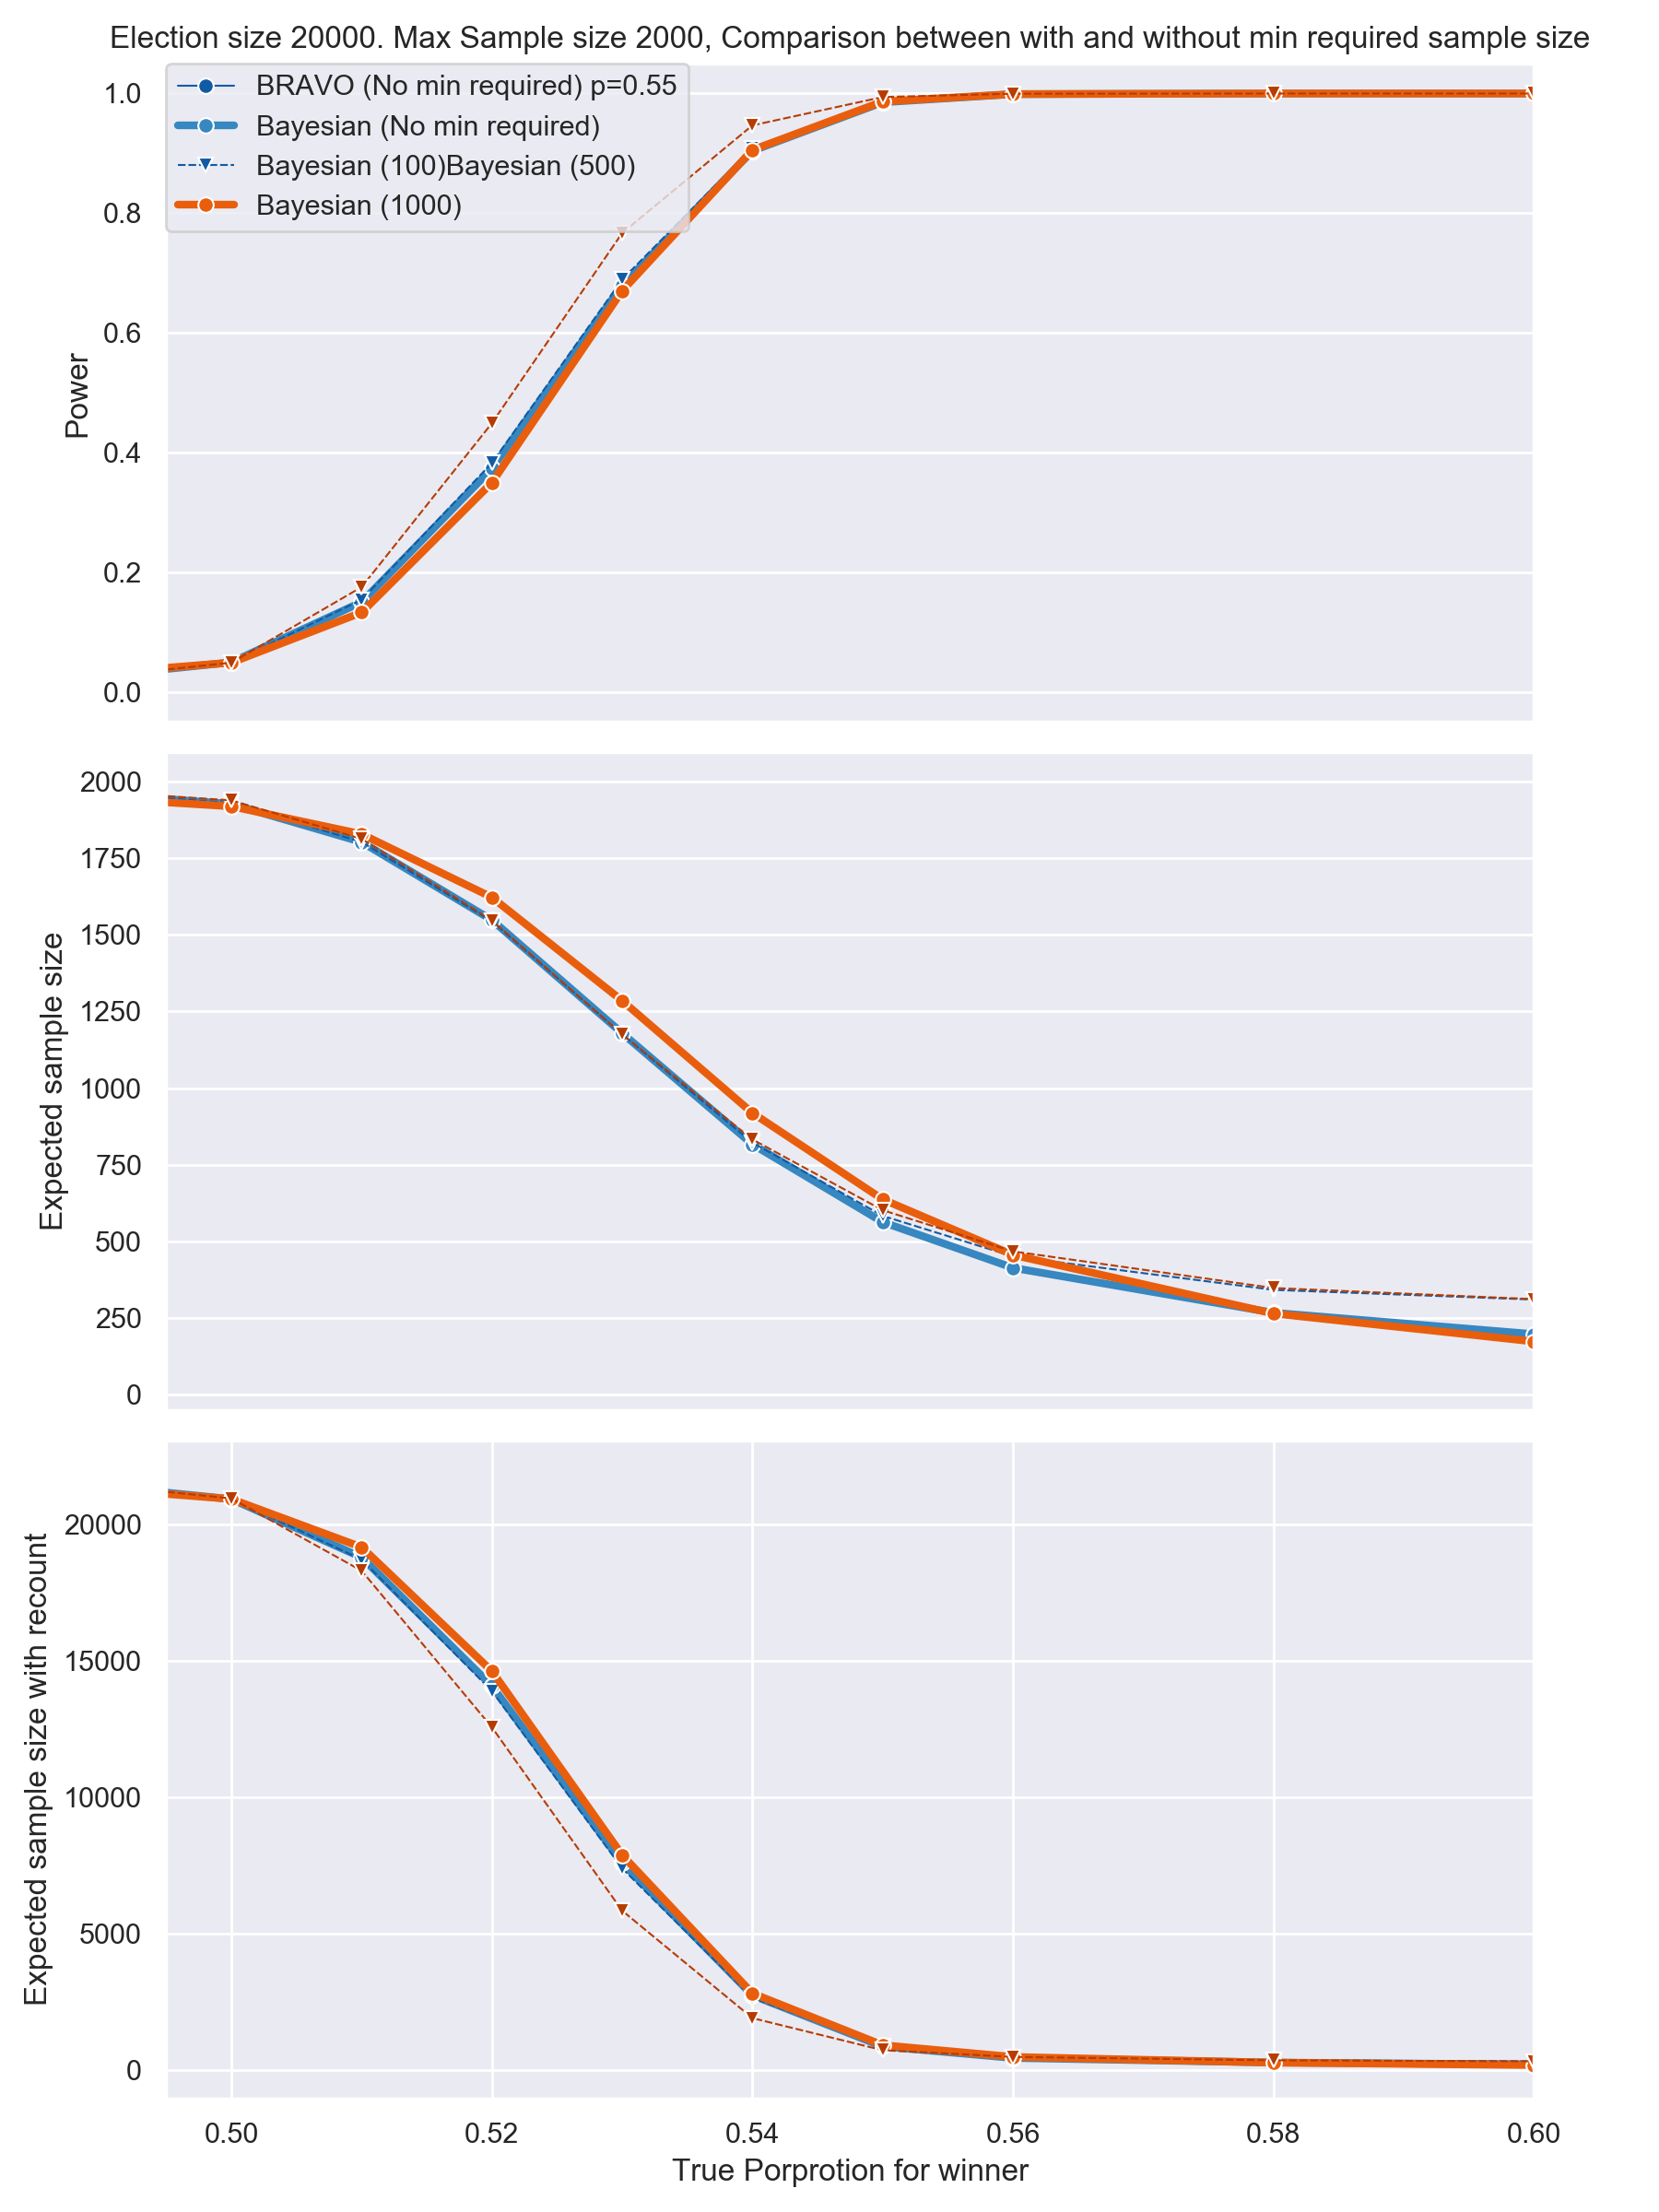 Election size 20000. Max Sample size 2000, Comparison between with and without min required sample size
BRAVO (No min required) p=0.55
Bayesian (No min required)
Bayesian (100)Bayesian (500)
Bayesian (1000)
1.0
0.8
0.6
0.4
0.2
0.0
Power
2000
1750
1500
1250
1000
750
500
250
0
Expected sample size
20000
15000
10000
5000
0
Expected sample size with recount
0.50 0.52 0.54 0.56 0.58 0.60
True Porprotion for winner